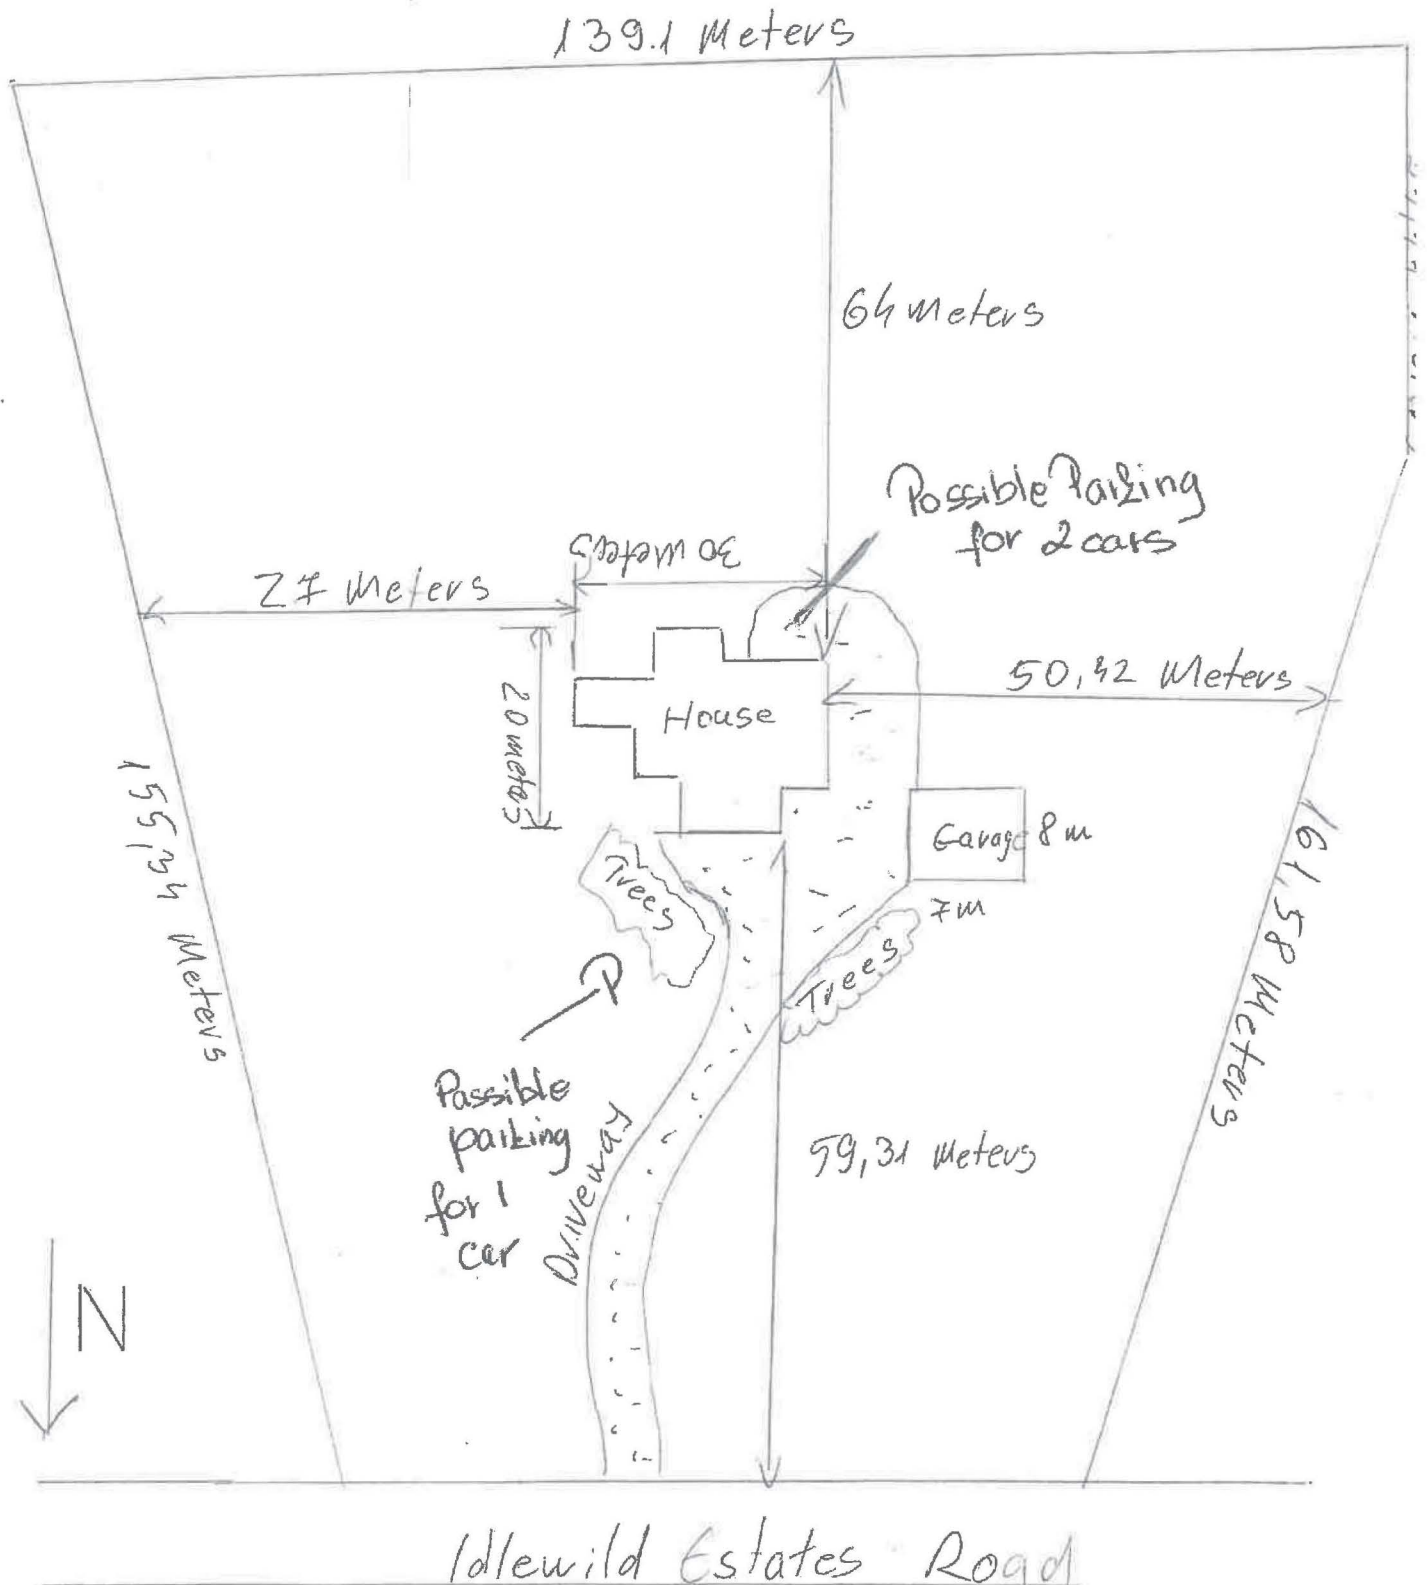 139.1 Meters
64 Meters
Possible Parking
for 2 cars
30 Meters
27 Meters
50,42 Meters
20 meters
House
155,34 Meters
Garage 8 m
7m
161,58 Meters
Trees
Trees
P
Passible
parking
for 1
car
Driveway
59,31 Meters
N
Idlewild Estates Road